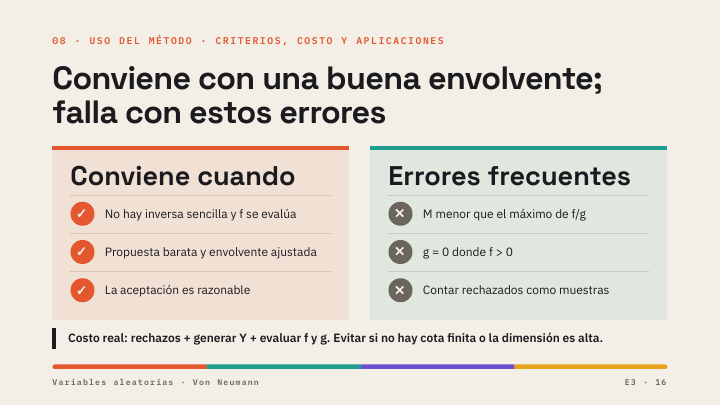 08 · USO DEL MÉTODO · CRITERIOS, COSTO Y APLICACIONES
Conviene con una buena envolvente;
falla con estos errores
Conviene cuando
✓ No hay inversa sencilla y f se evalúa
✓ Propuesta barata y envolvente ajustada
✓ La aceptación es razonable
Errores frecuentes
✕ M menor que el máximo de f/g
✕ g = 0 donde f > 0
✕ Contar rechazados como muestras
Costo real: rechazos + generar Y + evaluar f y g. Evitar si no hay cota finita o la dimensión es alta.
Variables aleatorias · Von Neumann
E3 · 16